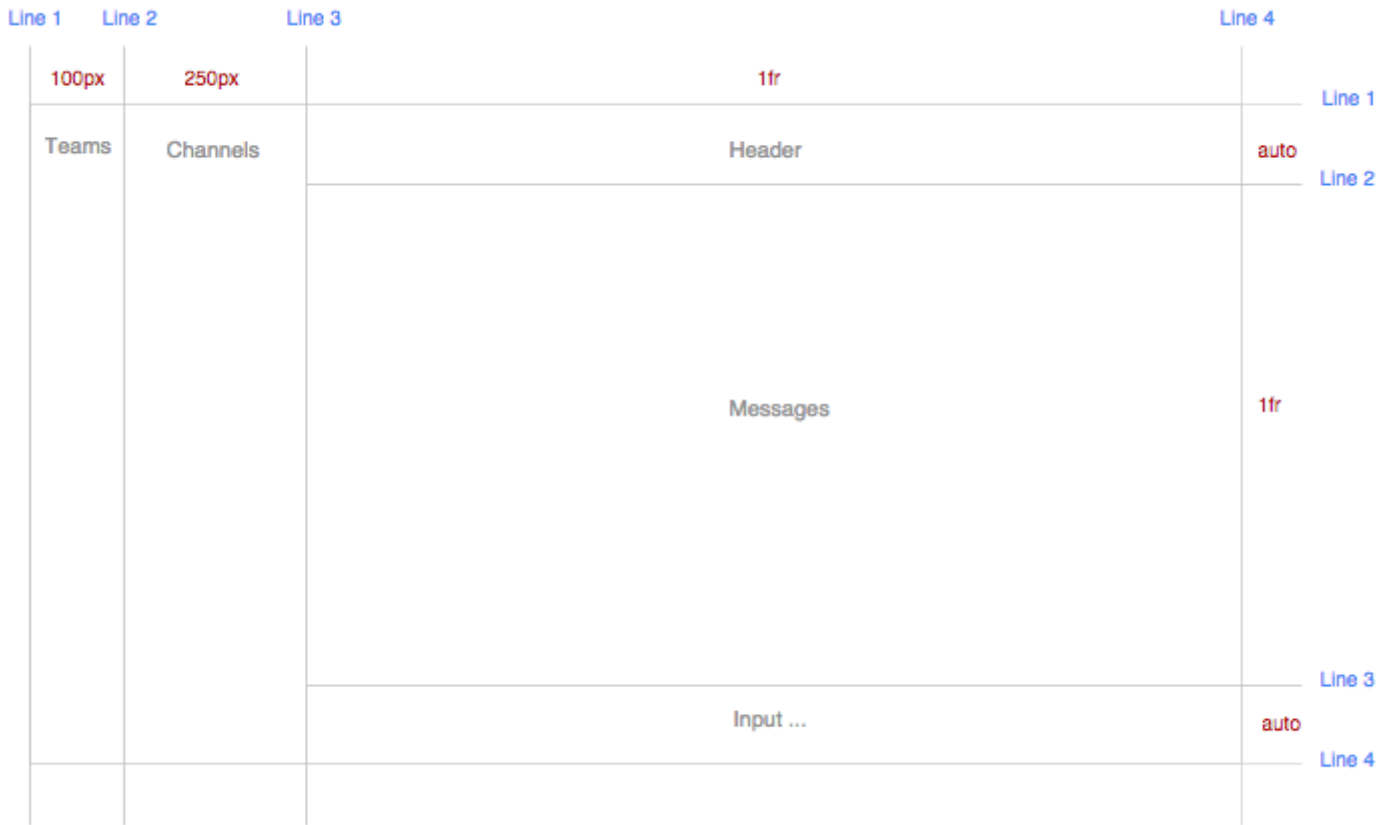 Line 1 Line 2 Line 3 Line 4
100px 250px 1fr
Line 1
Teams Channels Header auto
Line 2
Messages 1fr
Line 3
Input ... auto
Line 4